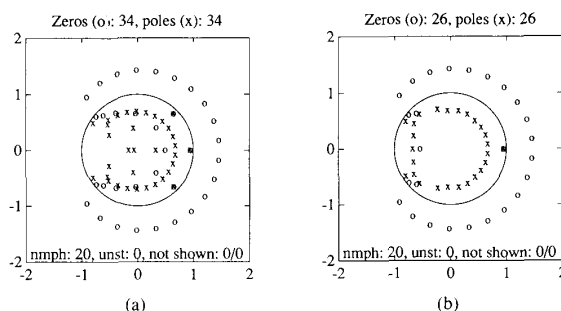 Zeros (o): 34, poles (x): 34
2
1
0
-1
-2
nmph: 20, unst: 0, not shown: 0/0
-2 -1 0 1 2
(a)
Zeros (o): 26, poles (x): 26
2
1
0
-1
-2
nmph: 20, unst: 0, not shown: 0/0
-2 -1 0 1 2
(b)